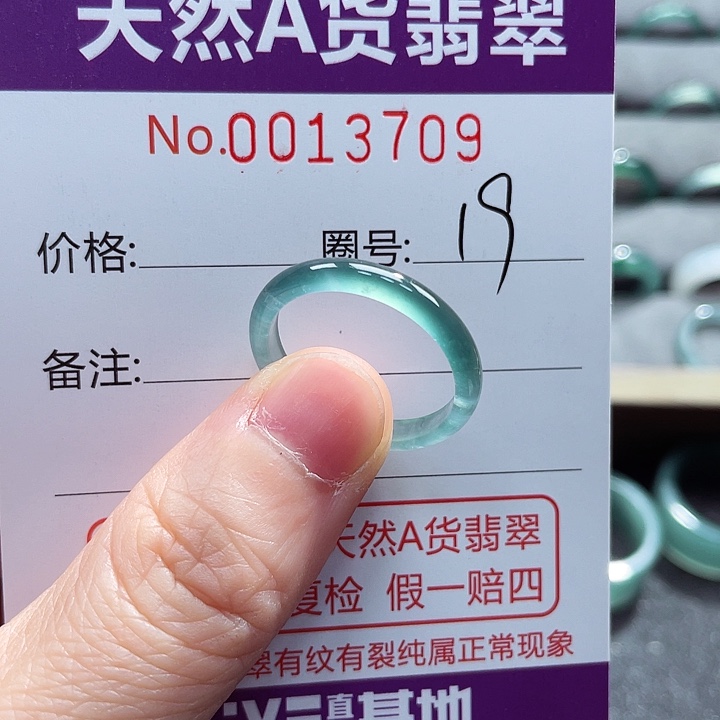 天然A货翡翠
No.0013709
价格:
圈号: 19
备注:
天然A货翡翠
复检 假一赔四
翠有纹有裂纯属正常现象
基地